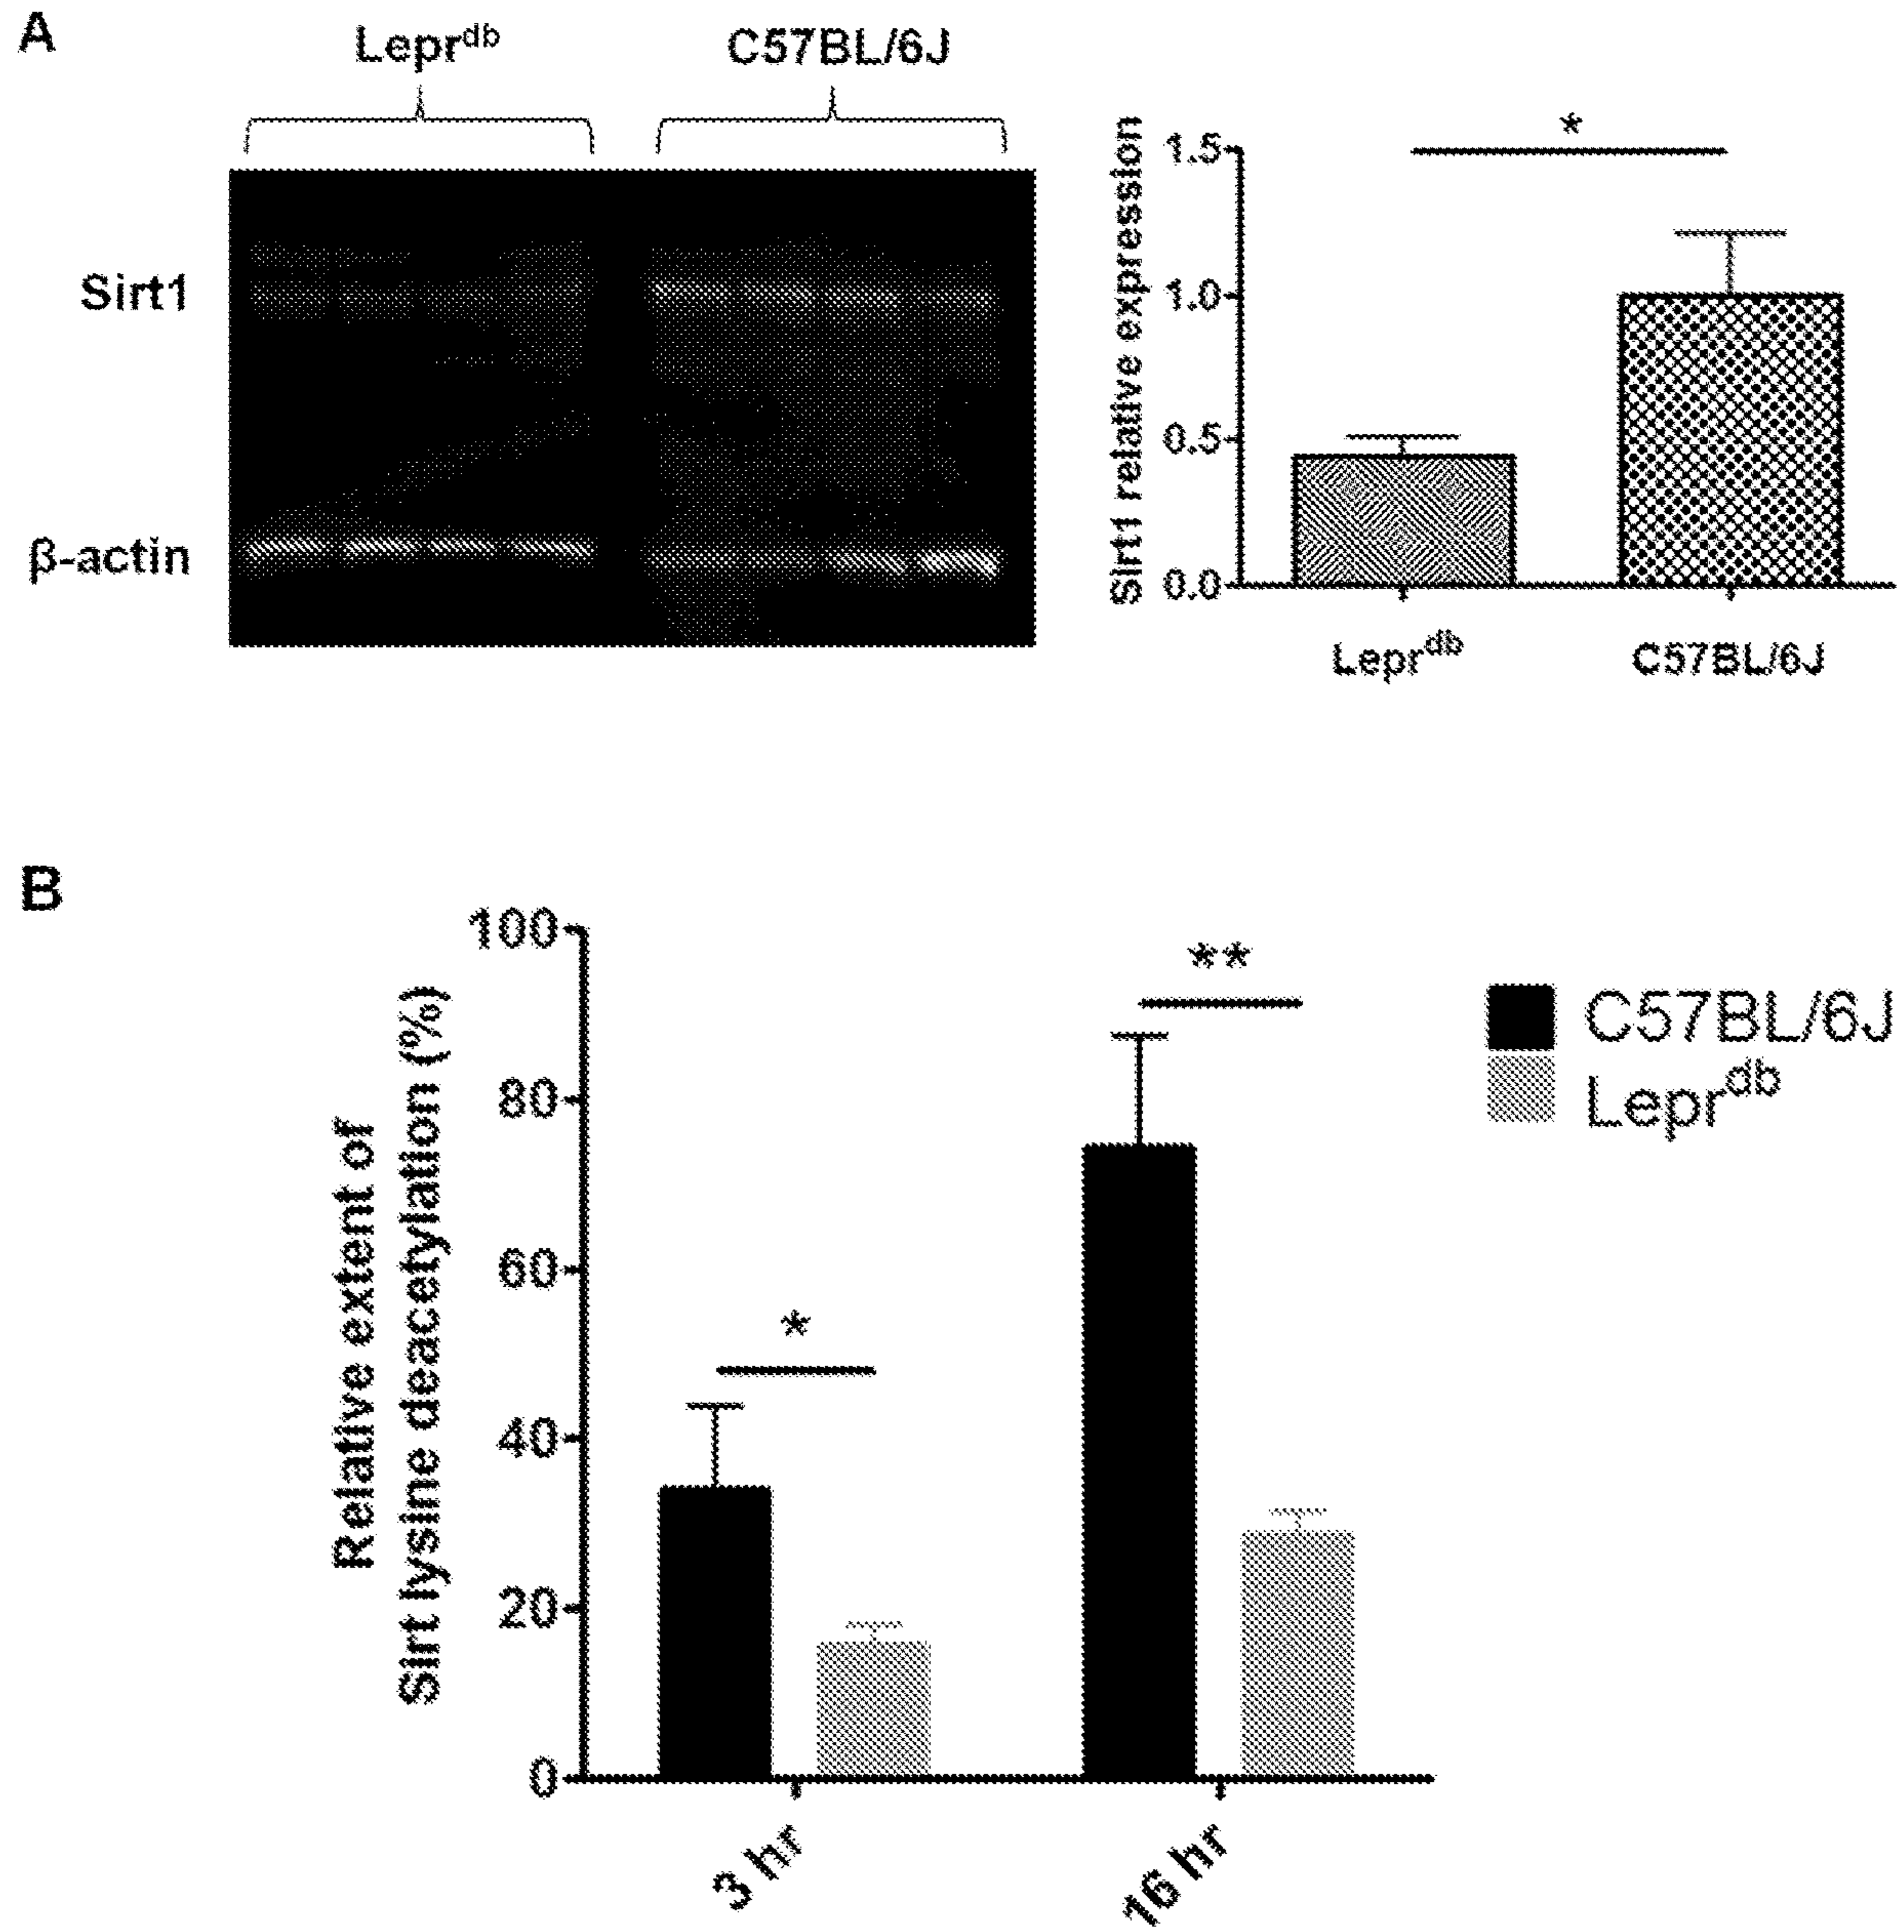 A
Lepr^db C57BL/6J
Sirt1
β-actin
Sirt1 relative expression
1.5
1.0
0.5
0.0
*
Lepr^db C57BL/6J
B
Relative extent of
Sirt lysine deacetylation (%)
100
80
60
40
20
0
*
**
3 hr
16 hr
C57BL/6J
Lepr^db